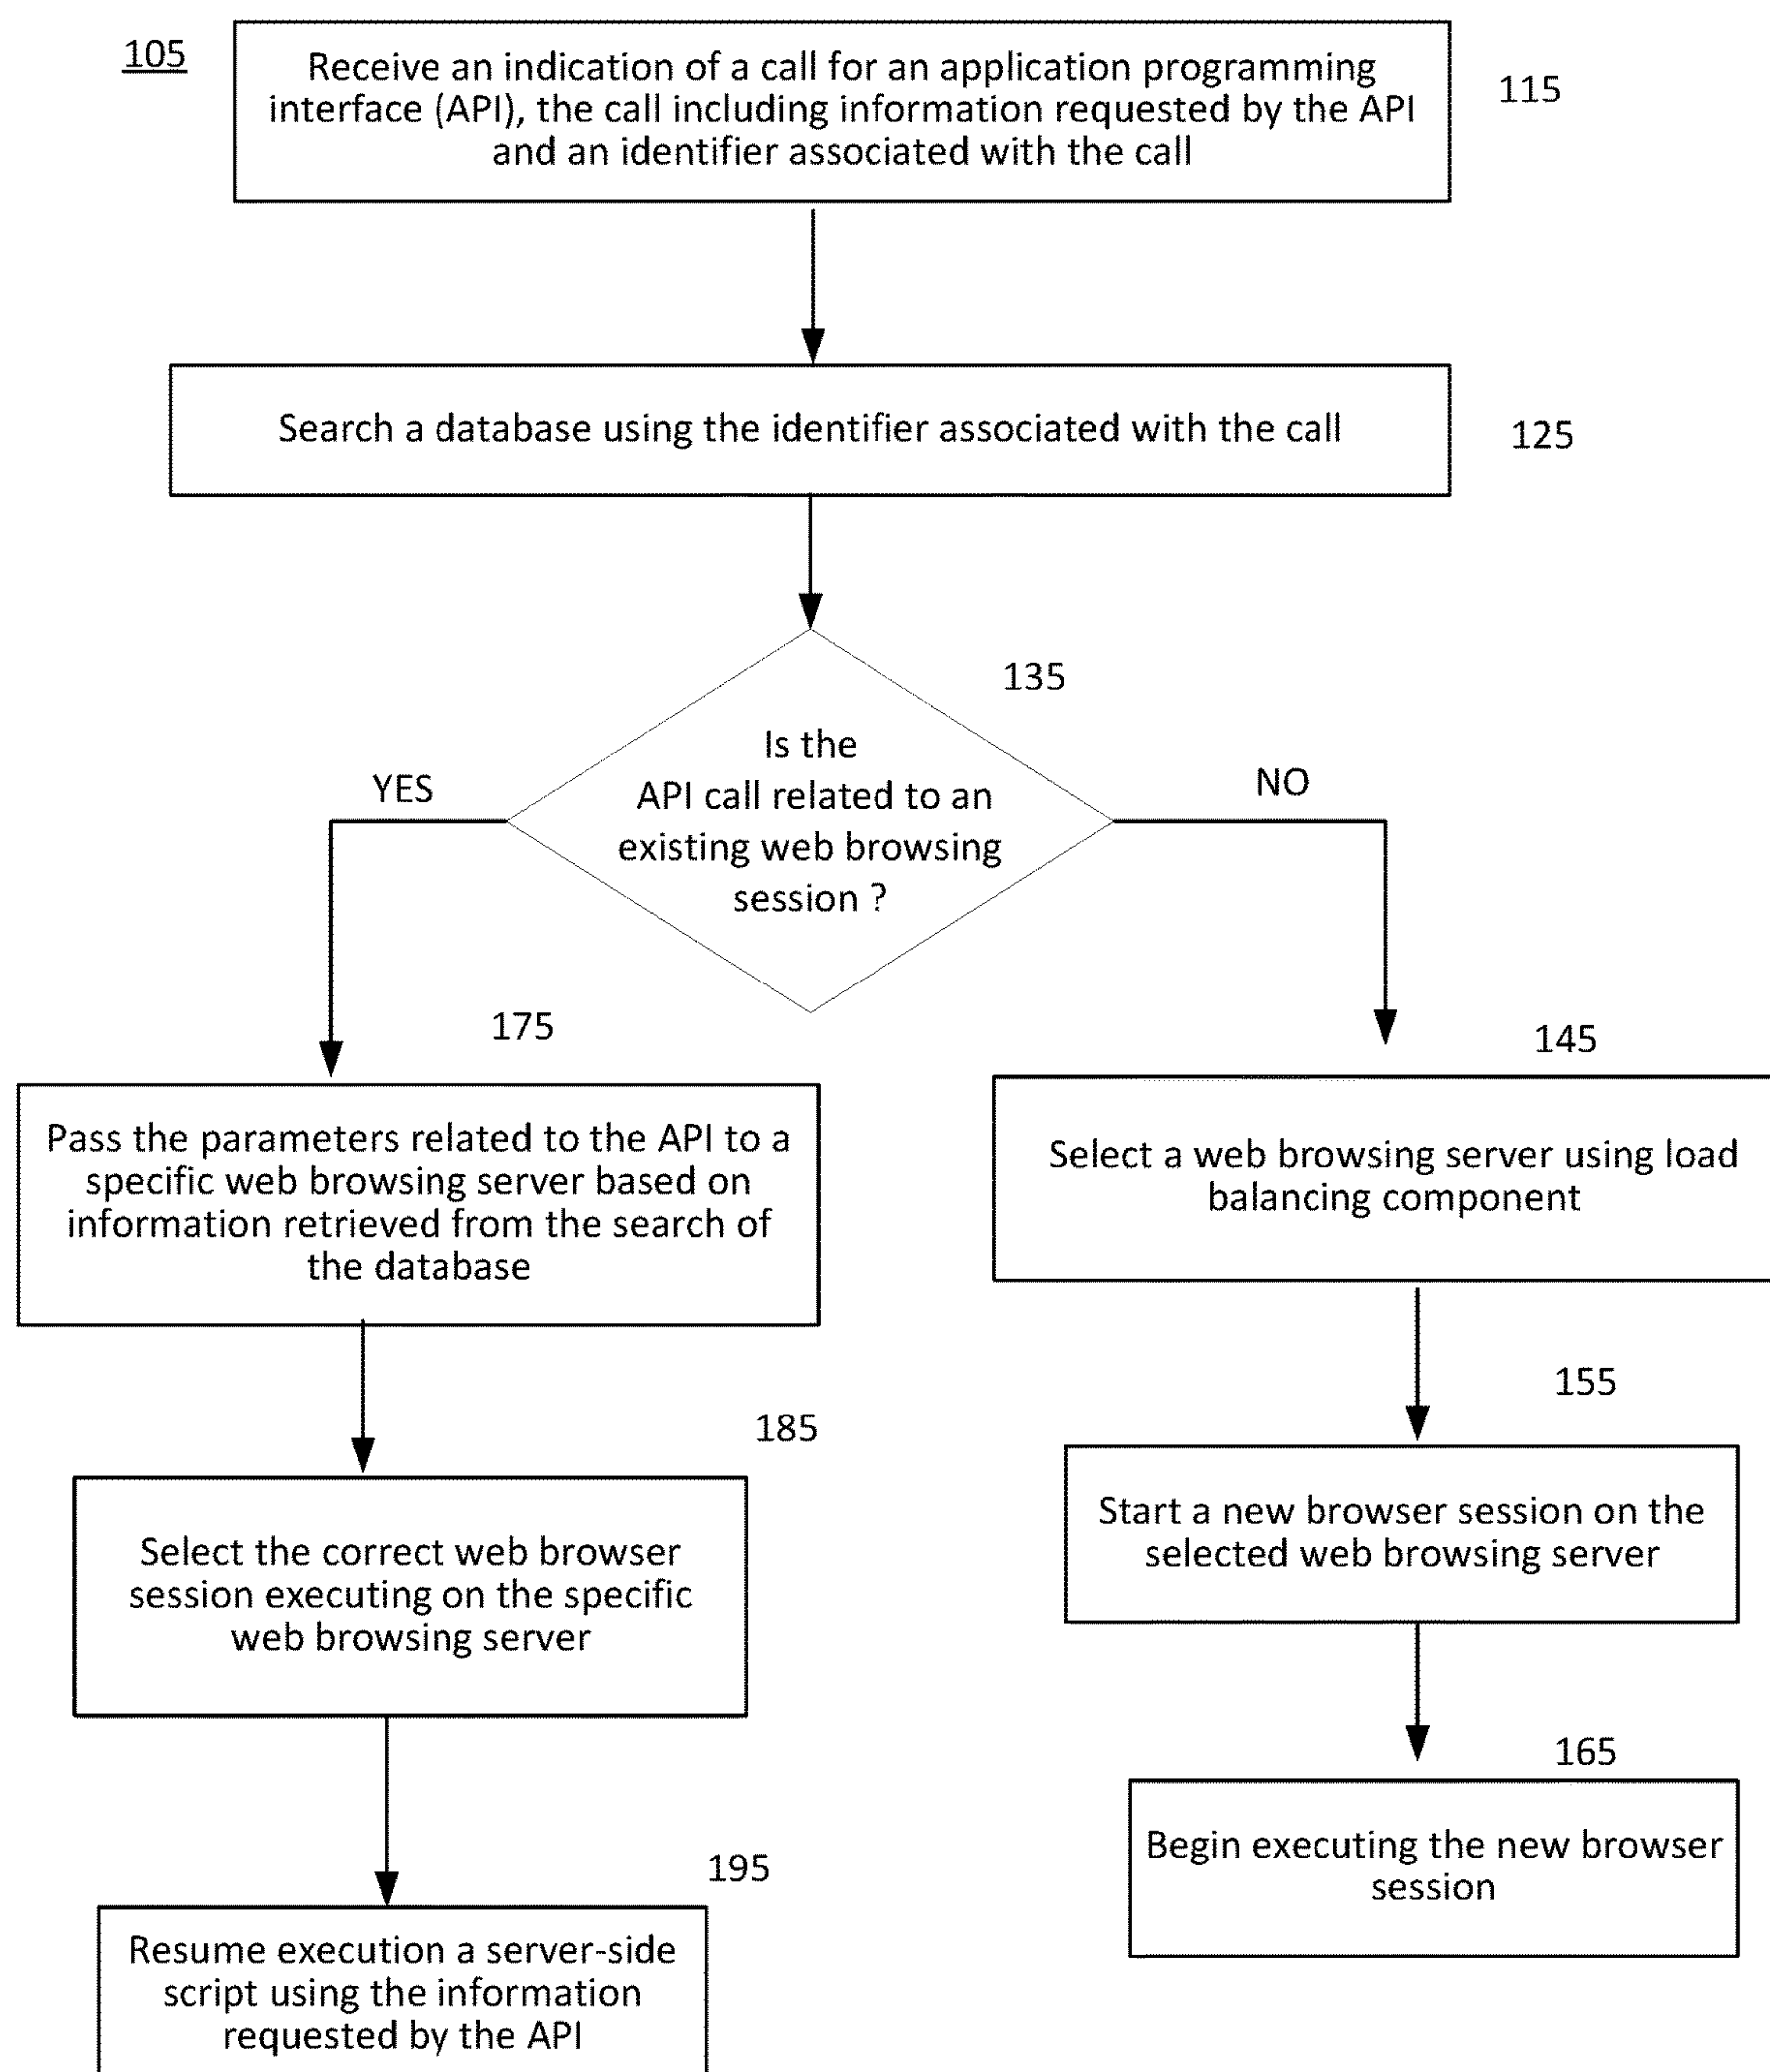 105
Receive an indication of a call for an application programming
interface (API), the call including information requested by the API
and an identifier associated with the call
115
Search a database using the identifier associated with the call
125
135
Is the
API call related to an
existing web browsing
session ?
YES
NO
175
Pass the parameters related to the API to a
specific web browsing server based on
information retrieved from the search of
the database
145
Select a web browsing server using load
balancing component
185
Select the correct web browser
session executing on the specific
web browsing server
155
Start a new browser session on the
selected web browsing server
195
Resume execution a server-side
script using the information
requested by the API
165
Begin executing the new browser
session